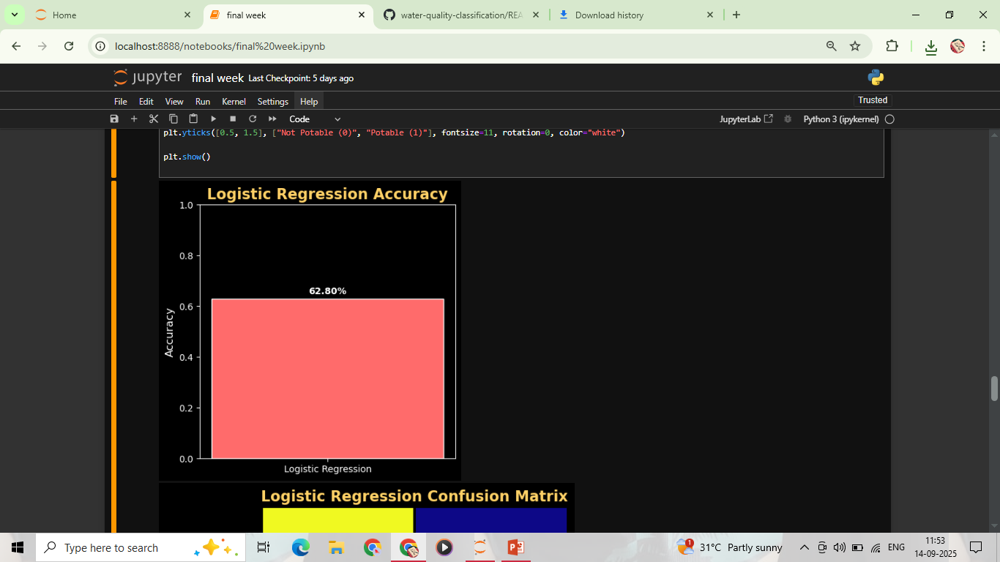 Home
final week
water-quality-classification/REA
Download history
localhost:8888/notebooks/final%20week.ipynb
jupyter final week Last Checkpoint: 5 days ago
File Edit View Run Kernel Settings Help
Trusted
Code
JupyterLab
Python 3 (ipykernel)
plt.yticks([0.5, 1.5], ["Not Potable (0)", "Potable (1)"], fontsize=11, rotation=0, color="white")
plt.show()
Logistic Regression Accuracy
1.0
0.8
62.80%
0.6
Accuracy
0.4
0.2
0.0
Logistic Regression
Logistic Regression Confusion Matrix
Type here to search
1
31°C Partly sunny
ENG
11:53
14-09-2025